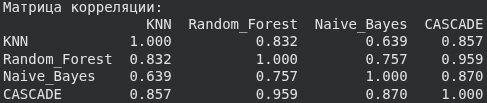 Матрица корреляции:
KNN Random_Forest Naive_Bayes CASCADE
KNN 1.000 0.832 0.639 0.857
Random_Forest 0.832 1.000 0.757 0.959
Naive_Bayes 0.639 0.757 1.000 0.870
CASCADE 0.857 0.959 0.870 1.000